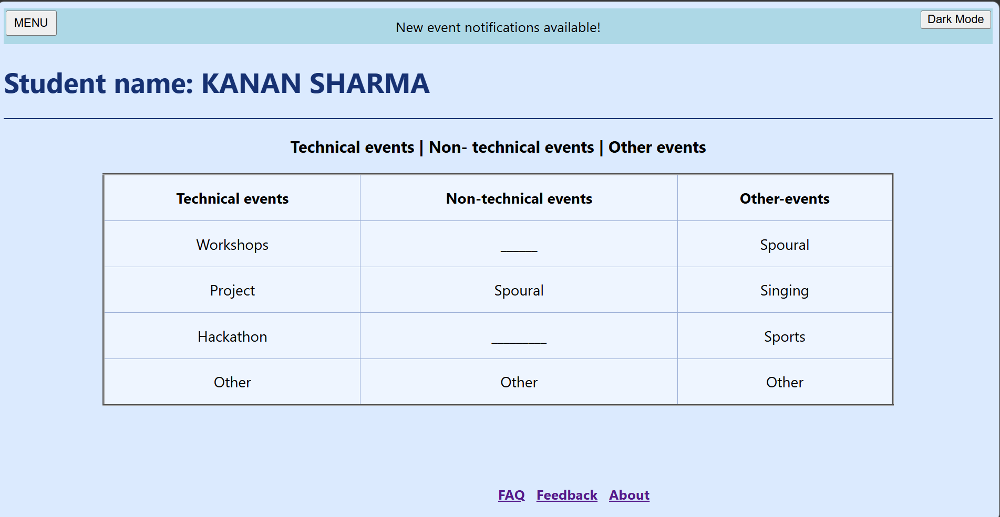 MENU
New event notifications available!
Dark Mode
Student name: KANAN SHARMA
Technical events | Non- technical events | Other events
Technical events Non-technical events Other-events
Workshops ______ Spoural
Project Spoural Singing
Hackathon _________ Sports
Other Other Other
FAQ Feedback About